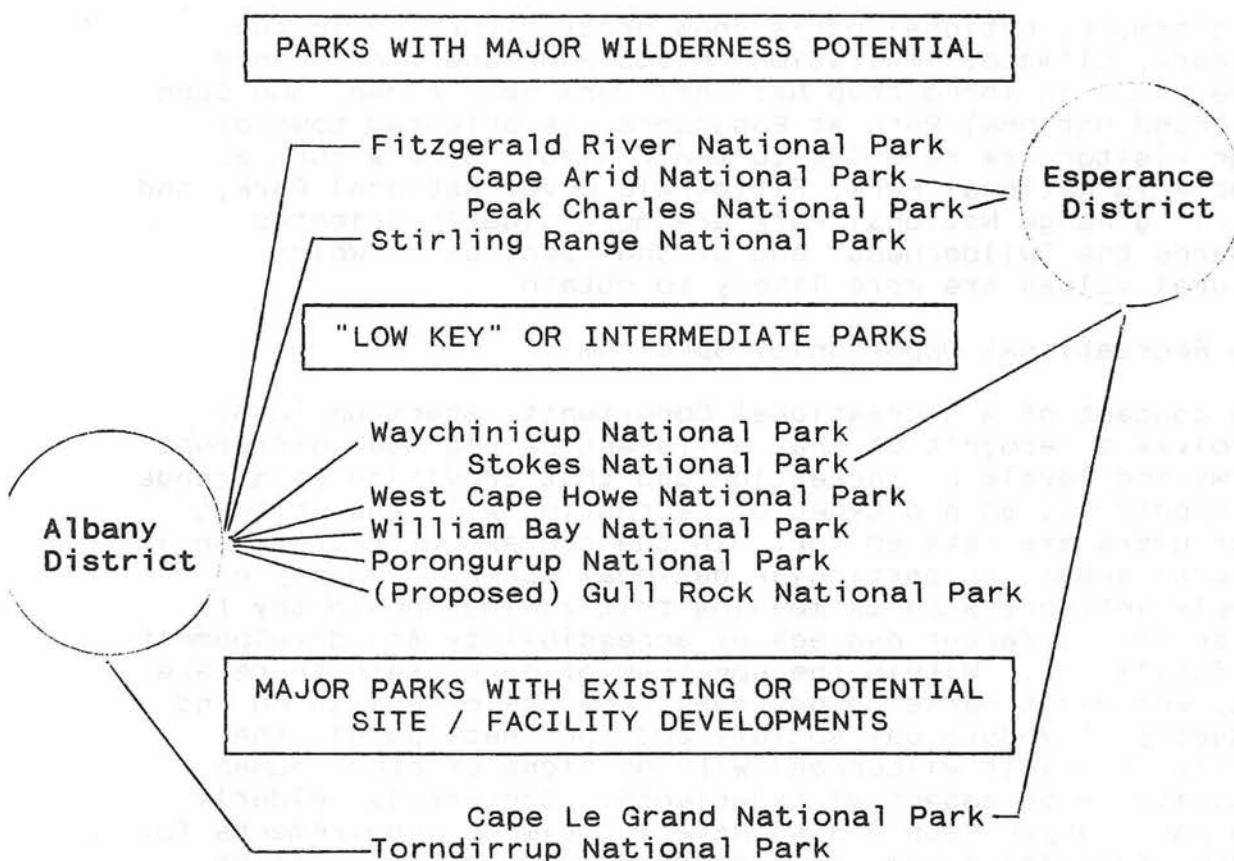 PARKS WITH MAJOR WILDERNESS POTENTIAL
Fitzgerald River National Park
Cape Arid National Park
Peak Charles National Park
Stirling Range National Park
Esperance
District
"LOW KEY" OR INTERMEDIATE PARKS
Waychinicup National Park
Stokes National Park
West Cape Howe National Park
William Bay National Park
Porongurup National Park
(Proposed) Gull Rock National Park
Albany
District
MAJOR PARKS WITH EXISTING OR POTENTIAL
SITE / FACILITY DEVELOPMENTS
Cape Le Grand National Park
Torndirrup National Park